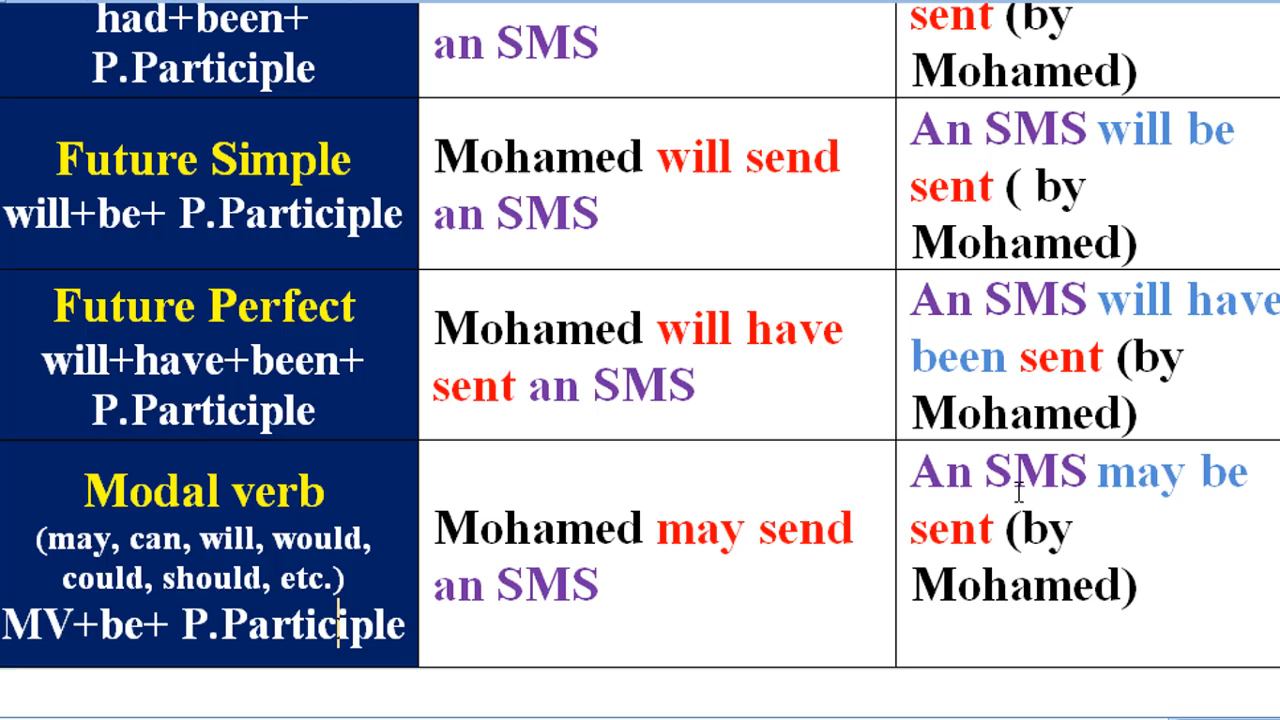 had+been+
P.Participle
an SMS
sent (by
Mohamed)
Future Simple
will+be+ P.Participle
Mohamed will send
an SMS
An SMS will be
sent ( by
Mohamed)
Future Perfect
will+have+been+
P.Participle
Mohamed will have
sent an SMS
An SMS will have
been sent (by
Mohamed)
Modal verb
(may, can, will, would,
could, should, etc.)
MV+be+ P.Participle
Mohamed may send
an SMS
An SMS may be
sent (by
Mohamed)